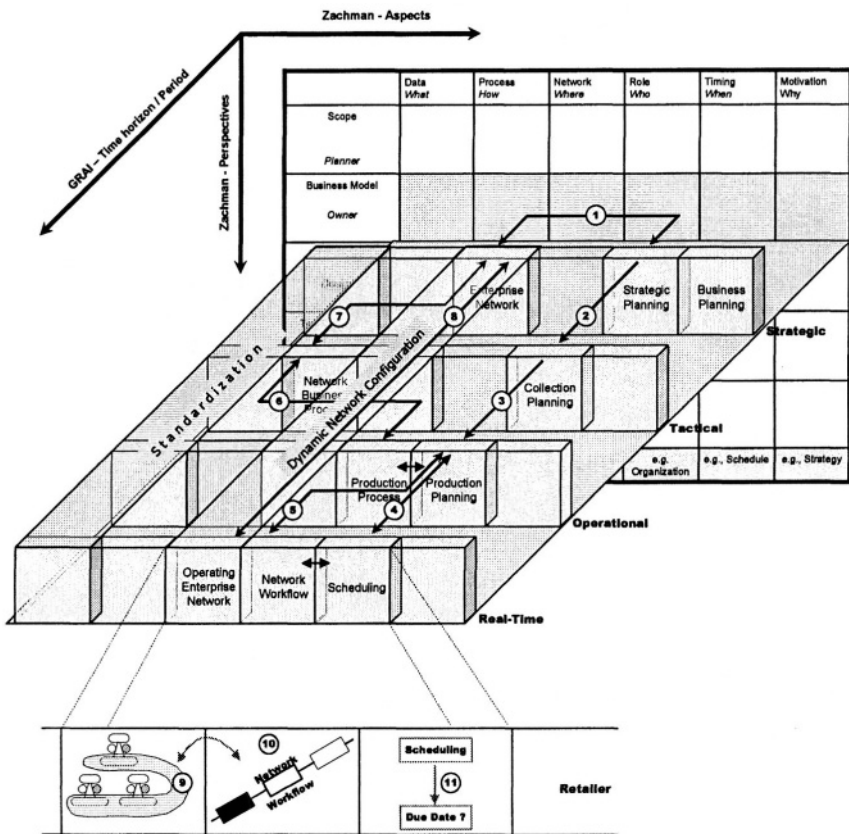 Zachman - Aspects
GRAI – Time horizon / Period
Zachman - Perspectives
Data
What
Process
How
Network
Where
Role
Who
Timing
When
Motivation
Why
Scope
Planner
Business Model
Owner
1
Enterprise
Network
Strategic
Planning
Business
Planning
7
8
2
Strategic
Standardization
Dynamic Network Configuration
Network
Business
6
3
Collection
Planning
Tactical
e.g.
Organization
e.g., Schedule
e.g., Strategy
Production
Process
Production
Planning
5
4
Operational
Operating
Enterprise
Network
Network
Workflow
Scheduling
Real-Time
9
10
Network
Workflow
Scheduling
11
Due Date ?
Retailer